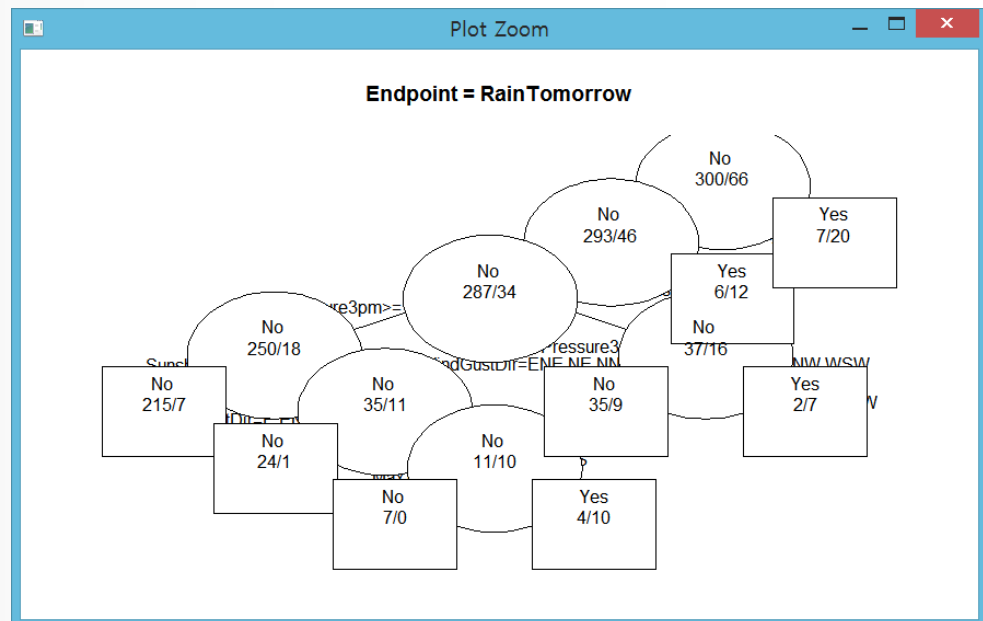 Plot Zoom
Endpoint = RainTomorrow
No
300/66
No
293/46
Yes
7/20
No
287/34
Yes
6/12
No
250/18
No
37/16
No
215/7
No
35/11
No
35/9
Yes
2/7
No
24/1
No
11/10
No
7/0
Yes
4/10